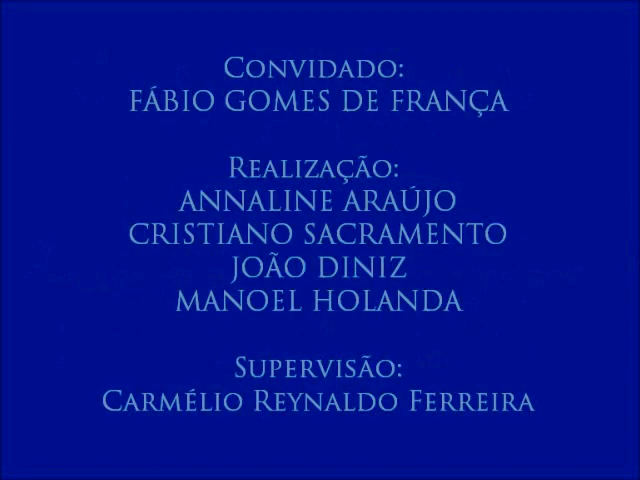 Convidado:
FÁBIO GOMES DE FRANÇA
Realização:
ANNALINE ARAÚJO
CRISTIANO SACRAMENTO
JOÃO DINIZ
MANOEL HOLANDA
Supervisão:
Carmélio Reynaldo Ferreira